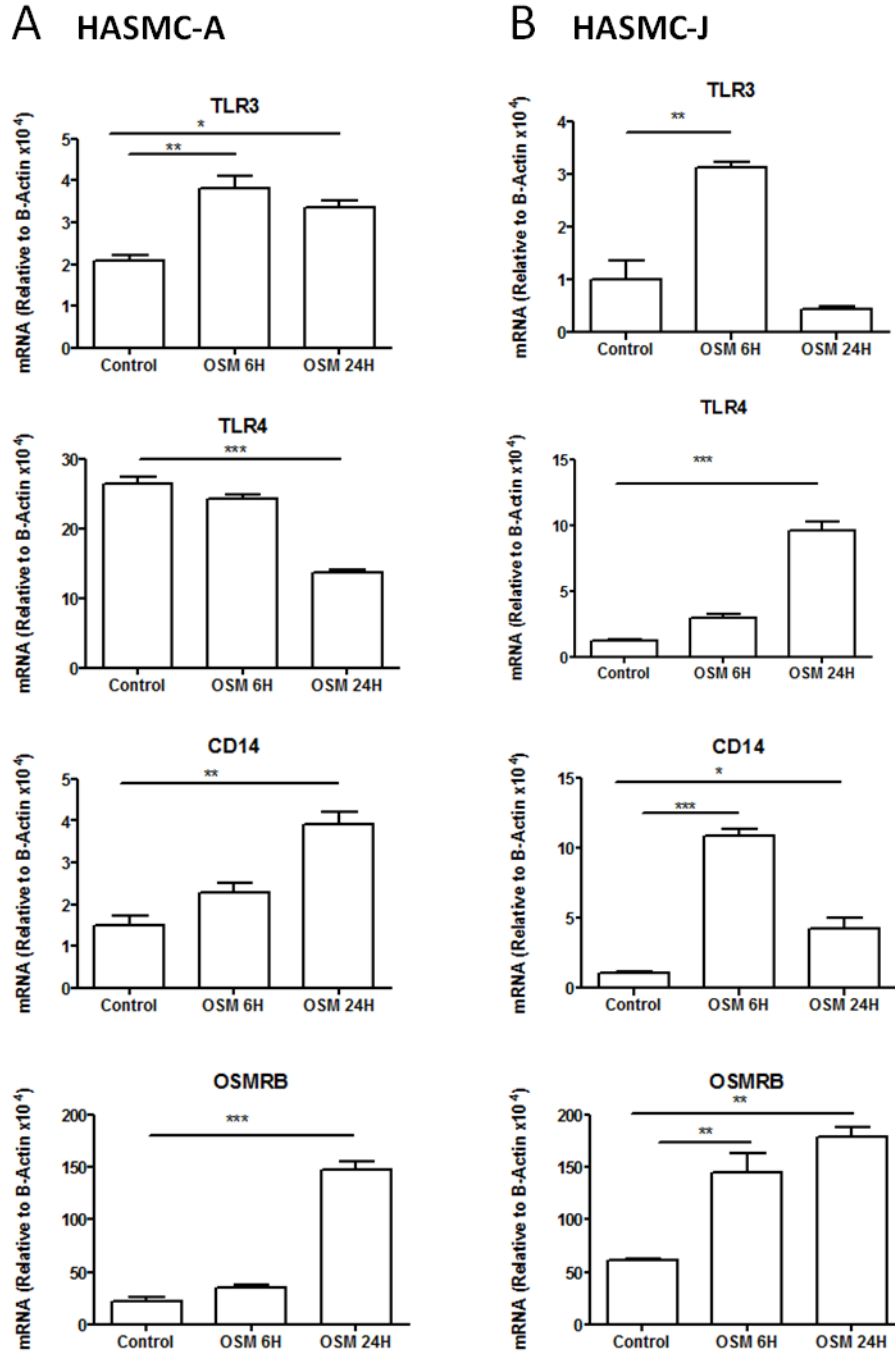 A HASMC-A
TLR3
*
**
mRNA (Relative to B-Actin x10⁻⁴)
5
4
3
2
1
0
Control OSM 6H OSM 24H
TLR4
***
mRNA (Relative to B-Actin x10⁻⁴)
30
20
10
0
Control OSM 6H OSM 24H
CD14
**
mRNA (Relative to B-Actin x10⁻⁴)
5
4
3
2
1
0
Control OSM 6H OSM 24H
OSMRB
***
mRNA (Relative to B-Actin x10⁻⁴)
200
150
100
50
0
Control OSM 6H OSM 24H
B HASMC-J
TLR3
**
mRNA (Relative to B-Actin x10⁻⁴)
4
3
2
1
0
Control OSM 6H OSM 24H
TLR4
***
mRNA (Relative to B-Actin x10⁻⁴)
15
10
5
0
Control OSM 6H OSM 24H
CD14
*
***
mRNA (Relative to B-Actin x10⁻⁴)
15
10
5
0
Control OSM 6H OSM 24H
OSMRB
**
**
mRNA (Relative to B-Actin x10⁻⁴)
200
150
100
50
0
Control OSM 6H OSM 24H